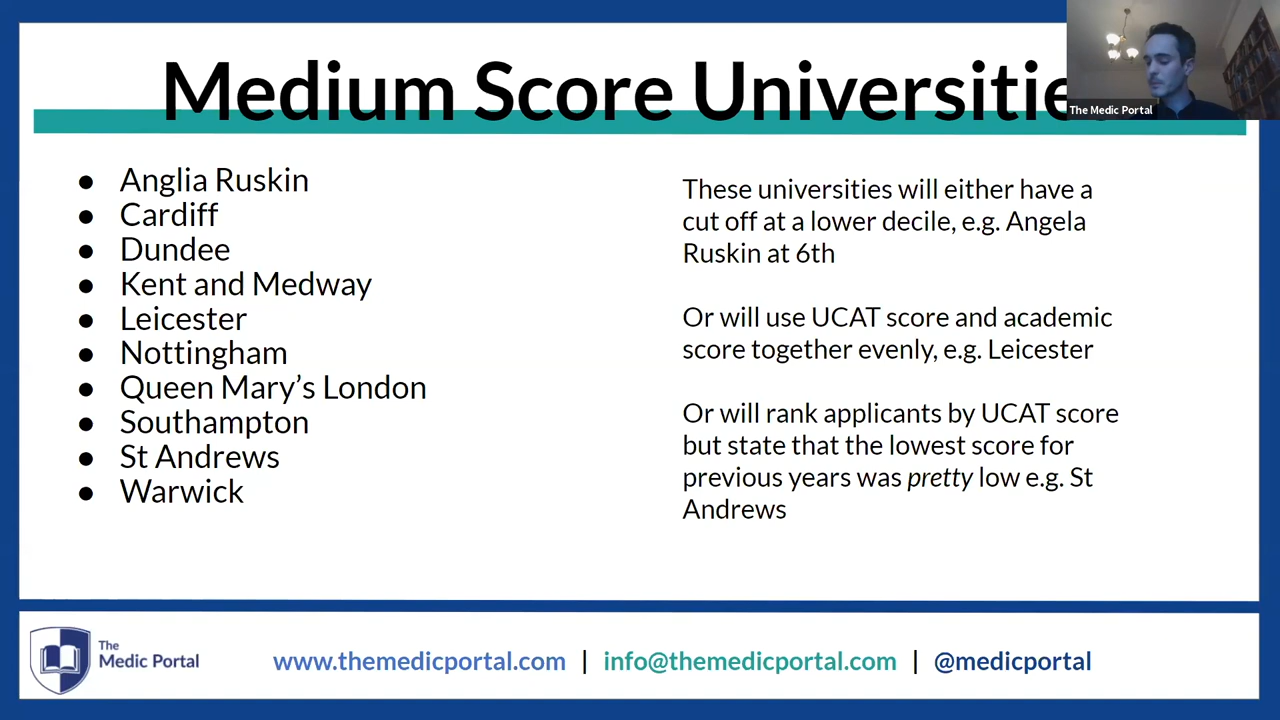 Medium Score Universitie
The Medic Portal
● Anglia Ruskin
● Cardiff
● Dundee
● Kent and Medway
● Leicester
● Nottingham
● Queen Mary’s London
● Southampton
● St Andrews
● Warwick
These universities will either have a
cut off at a lower decile, e.g. Angela
Ruskin at 6th
Or will use UCAT score and academic
score together evenly, e.g. Leicester
Or will rank applicants by UCAT score
but state that the lowest score for
previous years was pretty low e.g. St
Andrews
The
Medic Portal
www.themedicportal.com | info@themedicportal.com | @medicportal